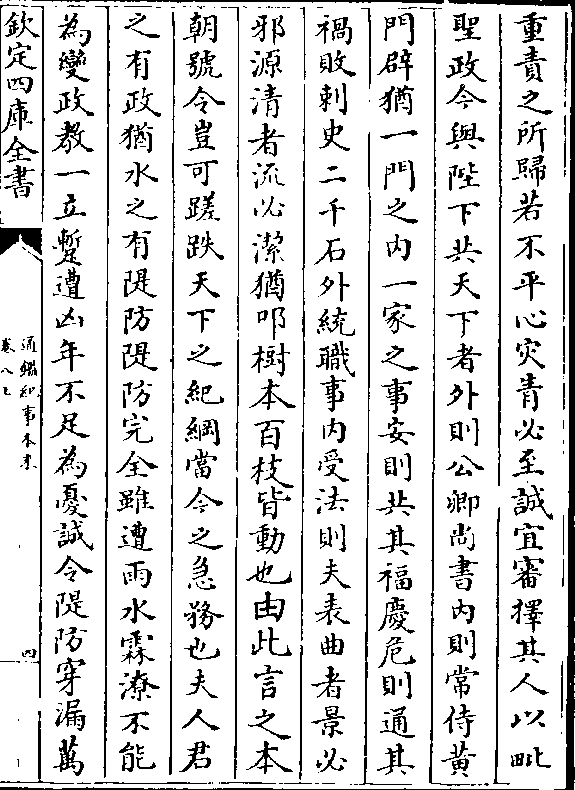 重責之所歸若不平心災眚必至誠宜審擇其人以毗
聖政今與陛下共天下者外則公卿尚書內則常侍黃
門辟猶一門之內一家之事安則共其福慶危則通其
禍敗刺史二千石外統職事內受法則夫表曲者景必
邪源清者流必潔猶叩樹本百枝皆動也由此言之本
朝號令豈可蹉跌天下之紀綱當今之急務也夫人君
之有政猶水之有隄防隄防完全雖遭雨水霖潦不能
為變政教一立蹔遭凶年不足為憂誠令隄防穿漏萬
欽定四庫全書
通鑑紀事本末
卷八上
四